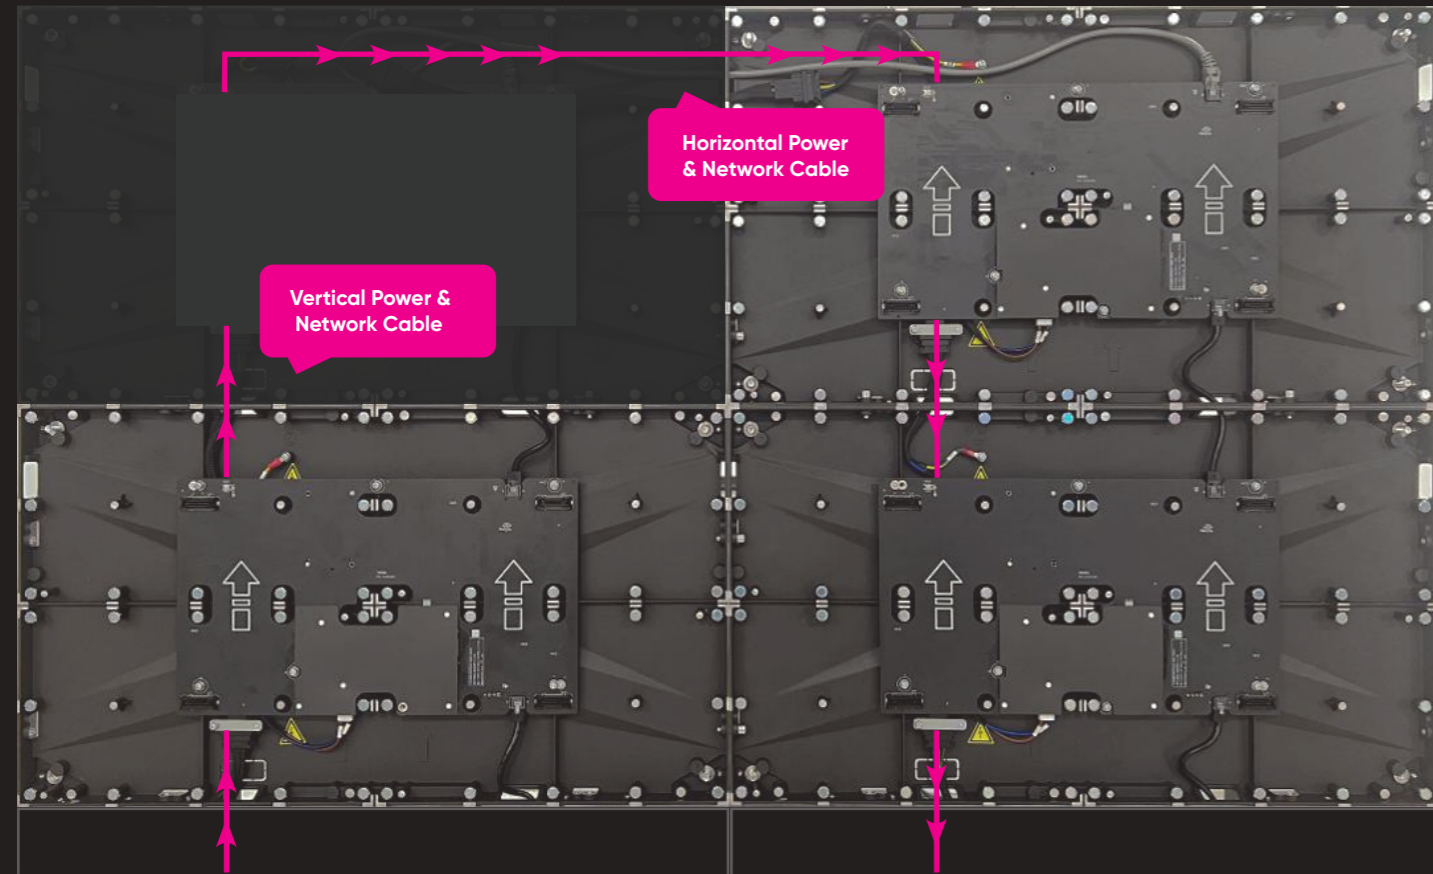 Horizontal Power
& Network Cable
Vertical Power &
Network Cable